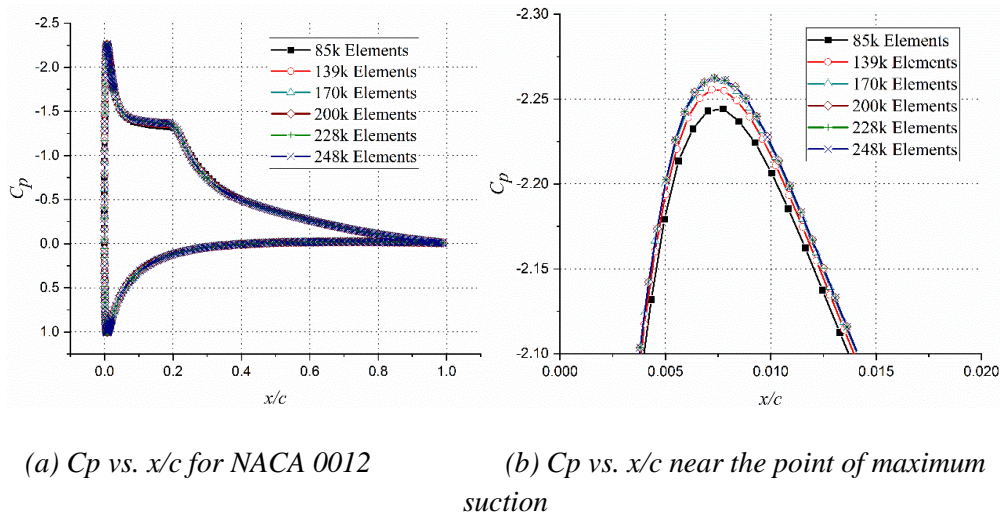 -2.5
-2.0
-1.5
-1.0
-0.5
0.0
0.5
1.0
Cp
0.0 0.2 0.4 0.6 0.8 1.0
x/c
85k Elements
139k Elements
170k Elements
200k Elements
228k Elements
248k Elements
-2.30
-2.25
-2.20
-2.15
-2.10
Cp
0.000 0.005 0.010 0.015 0.020
x/c
85k Elements
139k Elements
170k Elements
200k Elements
228k Elements
248k Elements
(a) Cp vs. x/c for NACA 0012
(b) Cp vs. x/c near the point of maximum
suction